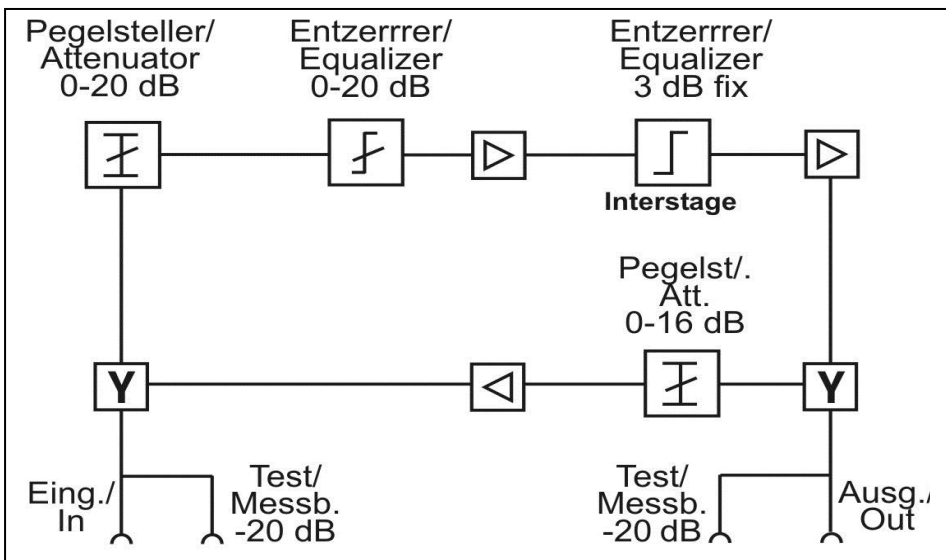 Pegelsteller/
Attenuator
0-20 dB
Entzerrrer/
Equalizer
0-20 dB
Entzerrrer/
Equalizer
3 dB fix
Interstage
Pegelst/.
Att.
0-16 dB
Y
Y
Eing./
In
Test/
Messb.
-20 dB
Test/
Messb.
-20 dB
Ausg./
Out